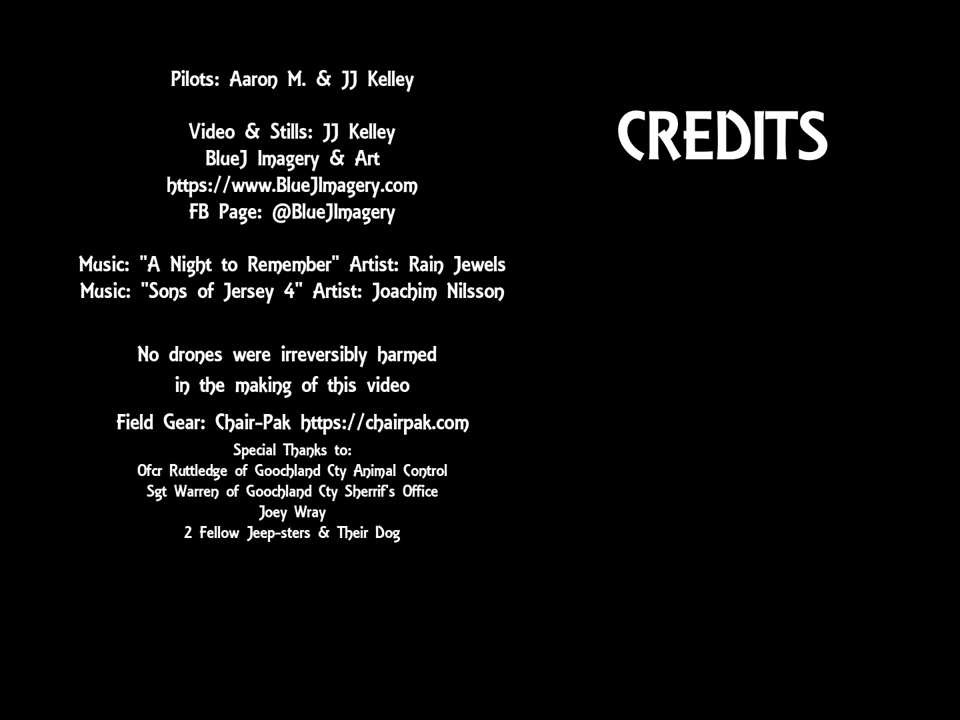 Pilots: Aaron M. & JJ Kelley
CREDITS
Video & Stills: JJ Kelley
BlueJ Imagery & Art
https://www.BlueJImagery.com
FB Page: @BlueJImagery
Music: "A Night to Remember" Artist: Rain Jewels
Music: "Sons of Jersey 4" Artist: Joachim Nilsson
No drones were irreversibly harmed
in the making of this video
Field Gear: Chair-Pak https://chairpak.com
Special Thanks to:
Ofcr Ruttledge of Goochland Cty Animal Control
Sgt Warren of Goochland Cty Sherrif's Office
Joey Wray
2 Fellow Jeep-sters & Their Dog